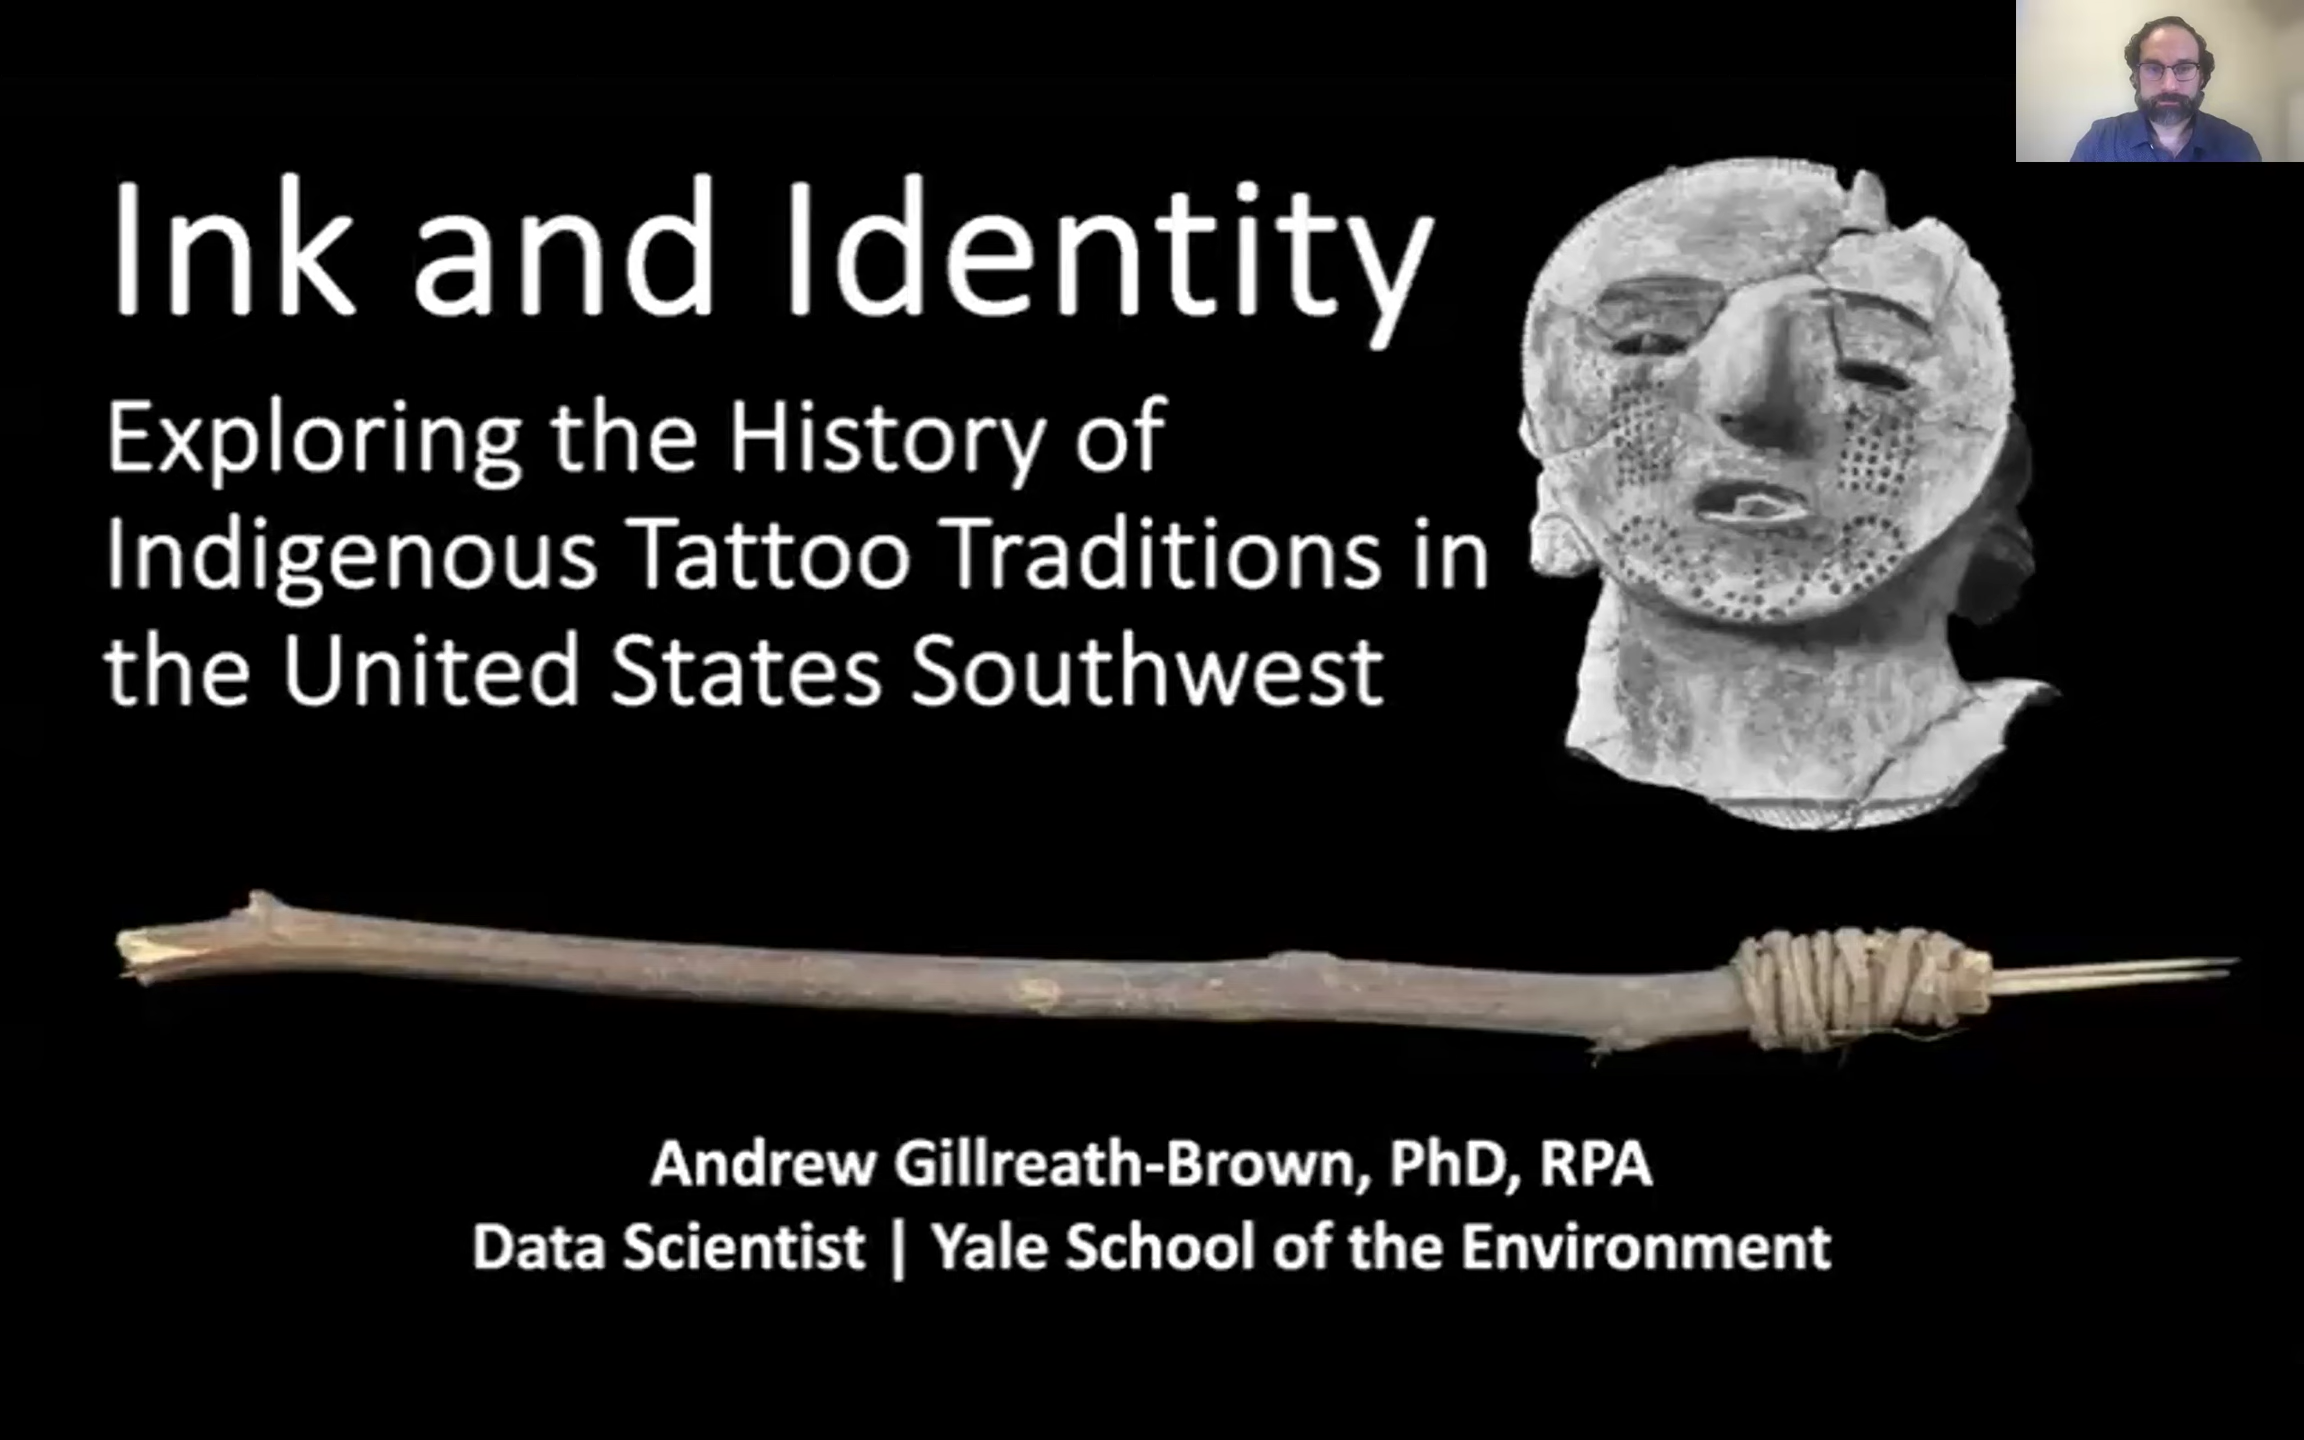 Ink and Identity
Exploring the History of
Indigenous Tattoo Traditions in
the United States Southwest
Andrew Gillreath-Brown, PhD, RPA
Data Scientist | Yale School of the Environment